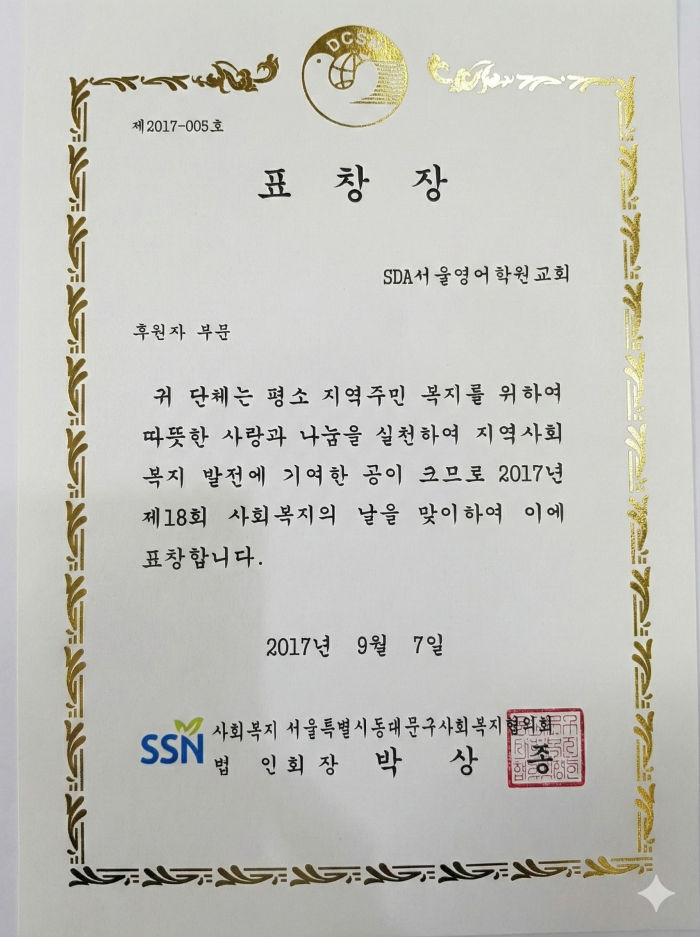 DCSW
제2017-005호
표 창 장
SDA서울영어학원교회
후원자 부문
귀 단체는 평소 지역주민 복지를 위하여
따뜻한 사랑과 나눔을 실천하여 지역사회
복지 발전에 기여한 공이 크므로 2017년
제18회 사회복지의 날을 맞이하여 이에
표창합니다.
2017년 9월 7일
SSN
사회복지 서울특별시동대문구사회복지협의회
법 인회 장 박 상 종